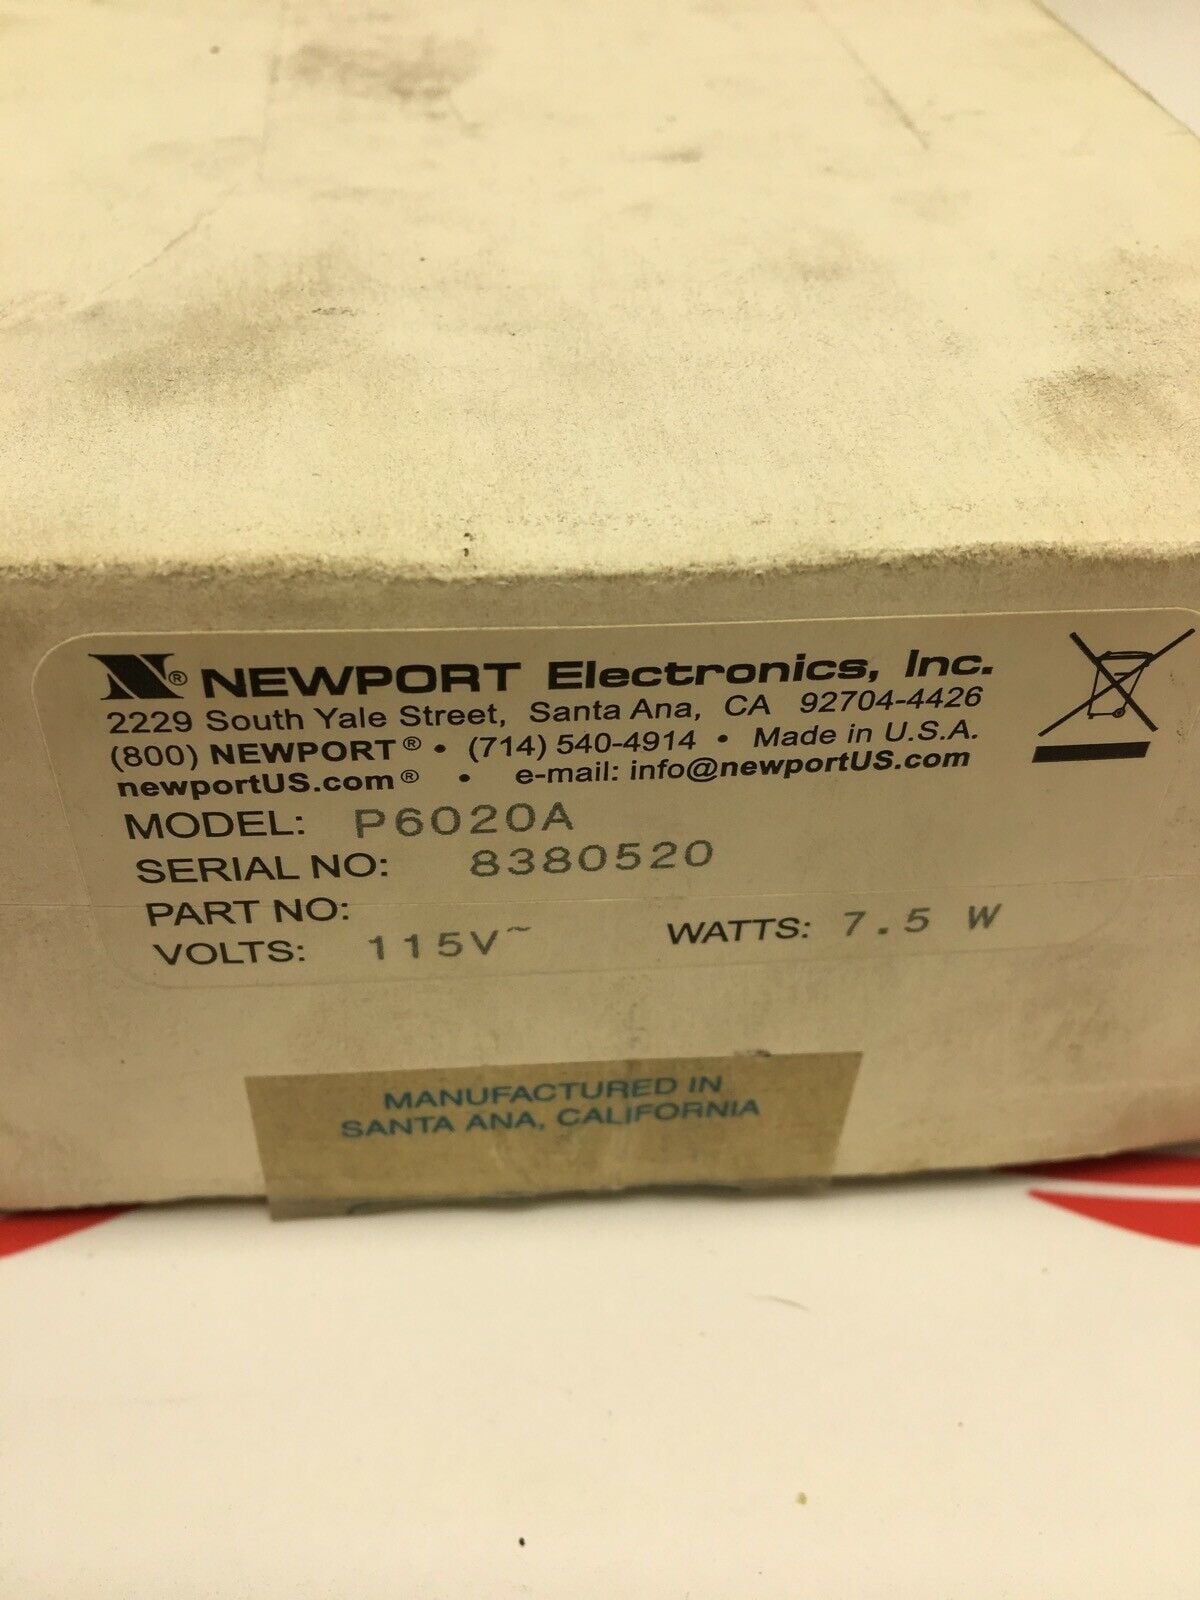 N® NEWPORT Electronics, Inc.
2229 South Yale Street, Santa Ana, CA 92704-4426
(800) NEWPORT® • (714) 540-4914 • Made in U.S.A.
newportUS.com® • e-mail: info@newportUS.com
MODEL: P6020A
SERIAL NO: 8380520
PART NO:
VOLTS: 115V~ WATTS: 7.5 W
MANUFACTURED IN
SANTA ANA, CALIFORNIA